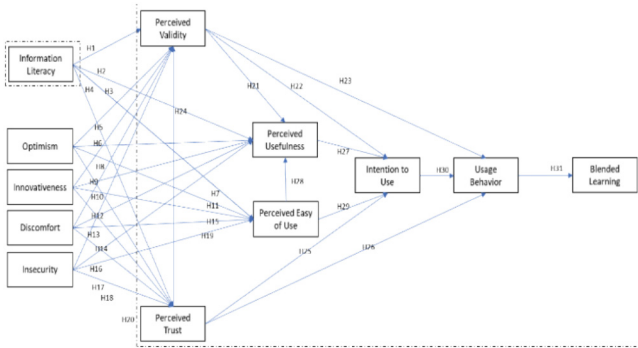 Perceived
Validity
H1
Information
Literacy
H2
H4
H3
H21
H22
H23
H24
H5
H6
Optimism
Perceived
Usefulness
H27
H8
Innovativeness
H9
H10
H7
H11
H28
Intention to
Use
H30
Usage
Behavior
H31
Blended
Learning
Perceived Easy
of Use
H29
Discomfort
H12
H13
H15
H19
H14
H25
H26
Insecurity
H16
H17
H18
H20
Perceived
Trust